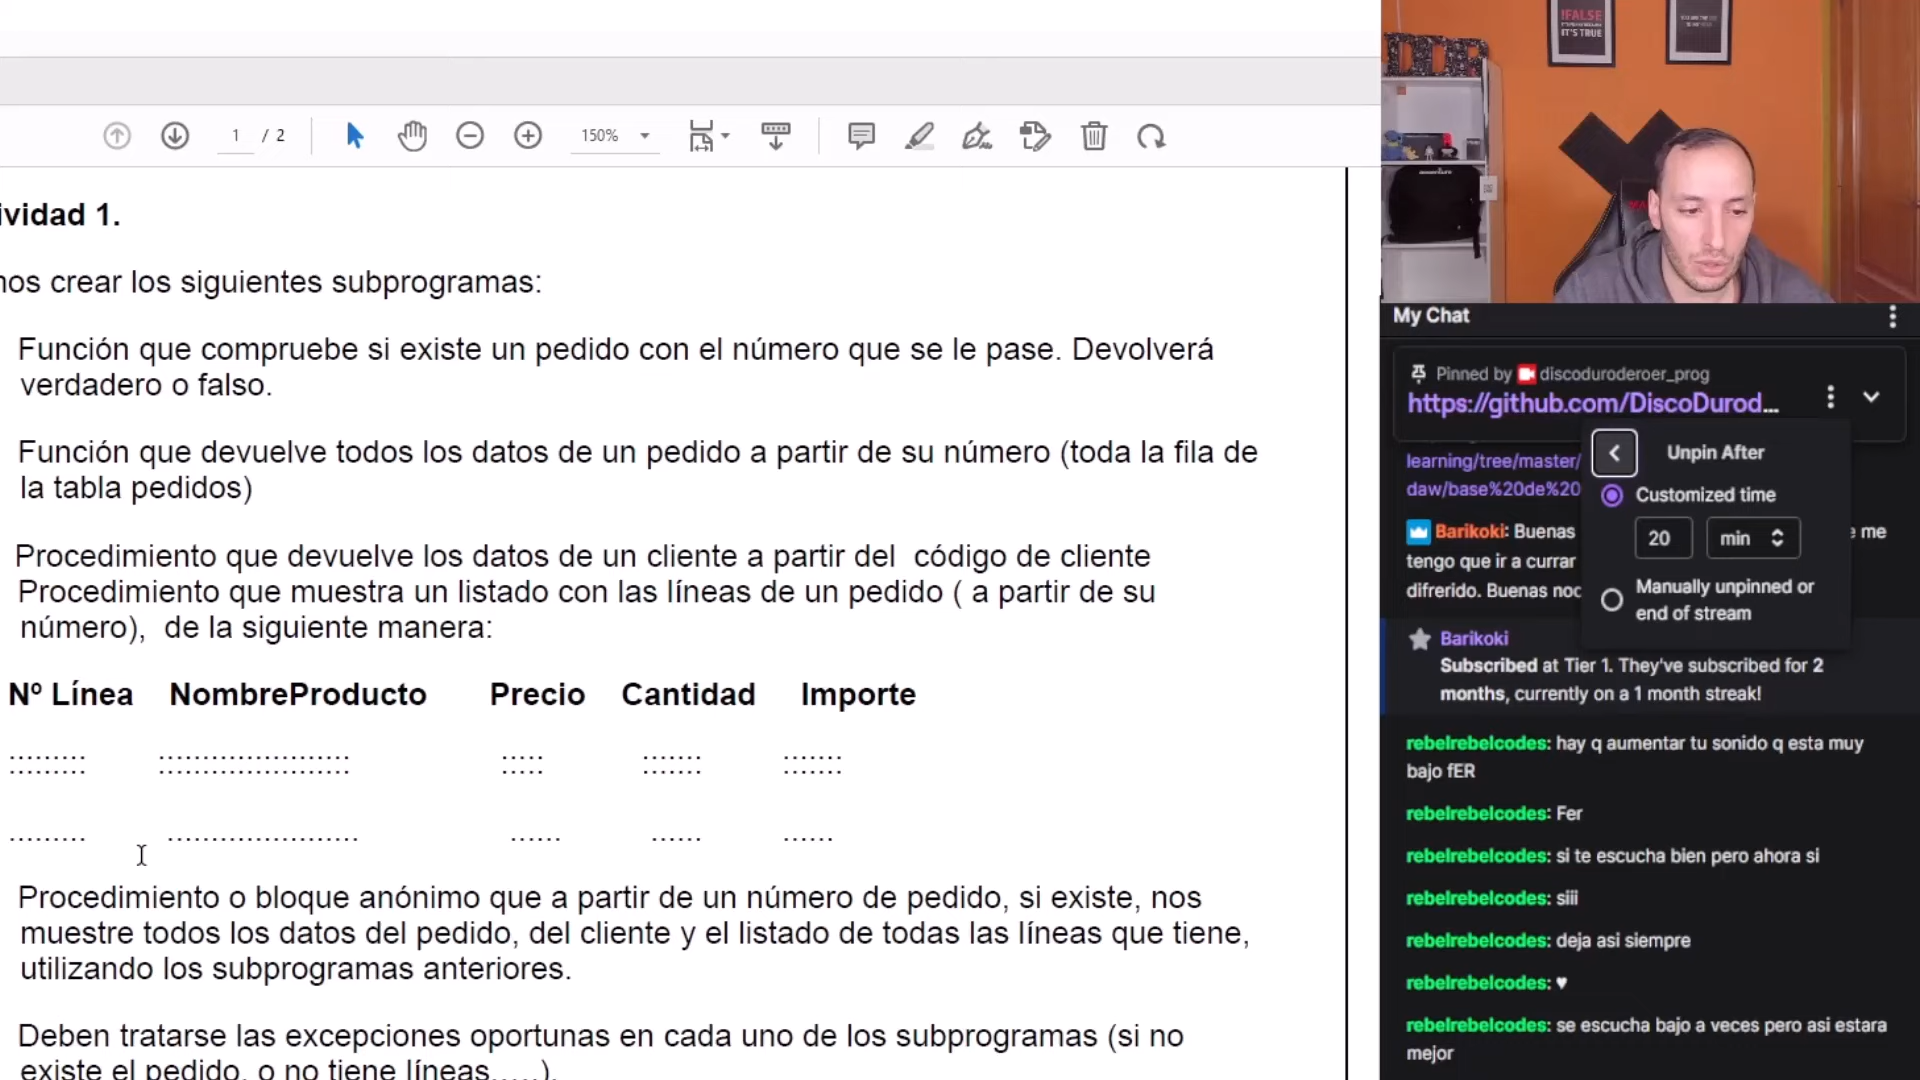 1 / 2
150%
ividad 1.
nos crear los siguientes subprogramas:
Función que compruebe si existe un pedido con el número que se le pase. Devolverá
verdadero o falso.
Función que devuelve todos los datos de un pedido a partir de su número (toda la fila de
la tabla pedidos)
Procedimiento que devuelve los datos de un cliente a partir del código de cliente
Procedimiento que muestra un listado con las líneas de un pedido ( a partir de su
número), de la siguiente manera:
Nº Línea NombreProducto Precio Cantidad Importe
::::::::: :::::::::::::::::::::: ::::: ::::::: :::::::
......... ...................... ...... ...... ......
Procedimiento o bloque anónimo que a partir de un número de pedido, si existe, nos
muestre todos los datos del pedido, del cliente y el listado de todas las líneas que tiene,
utilizando los subprogramas anteriores.
Deben tratarse las excepciones oportunas en cada uno de los subprogramas (si no
existe el pedido, o no tiene líneas.....).
!FALSE
IT'S TRUE
My Chat
Pinned by discoduroderoer_prog
https://github.com/DiscoDurod...
learning/tree/master/
daw/base%20de%20
Unpin After
Customized time
20 min
Manually unpinned or
end of stream
Barikoki: Buenas e me
tengo que ir a currar
difrerido. Buenas noc
Barikoki
Subscribed at Tier 1. They've subscribed for 2
months, currently on a 1 month streak!
rebelrebelcodes: hay q aumentar tu sonido q esta muy
bajo fER
rebelrebelcodes: Fer
rebelrebelcodes: si te escucha bien pero ahora si
rebelrebelcodes: siii
rebelrebelcodes: deja asi siempre
rebelrebelcodes: ♥
rebelrebelcodes: se escucha bajo a veces pero asi estara
mejor